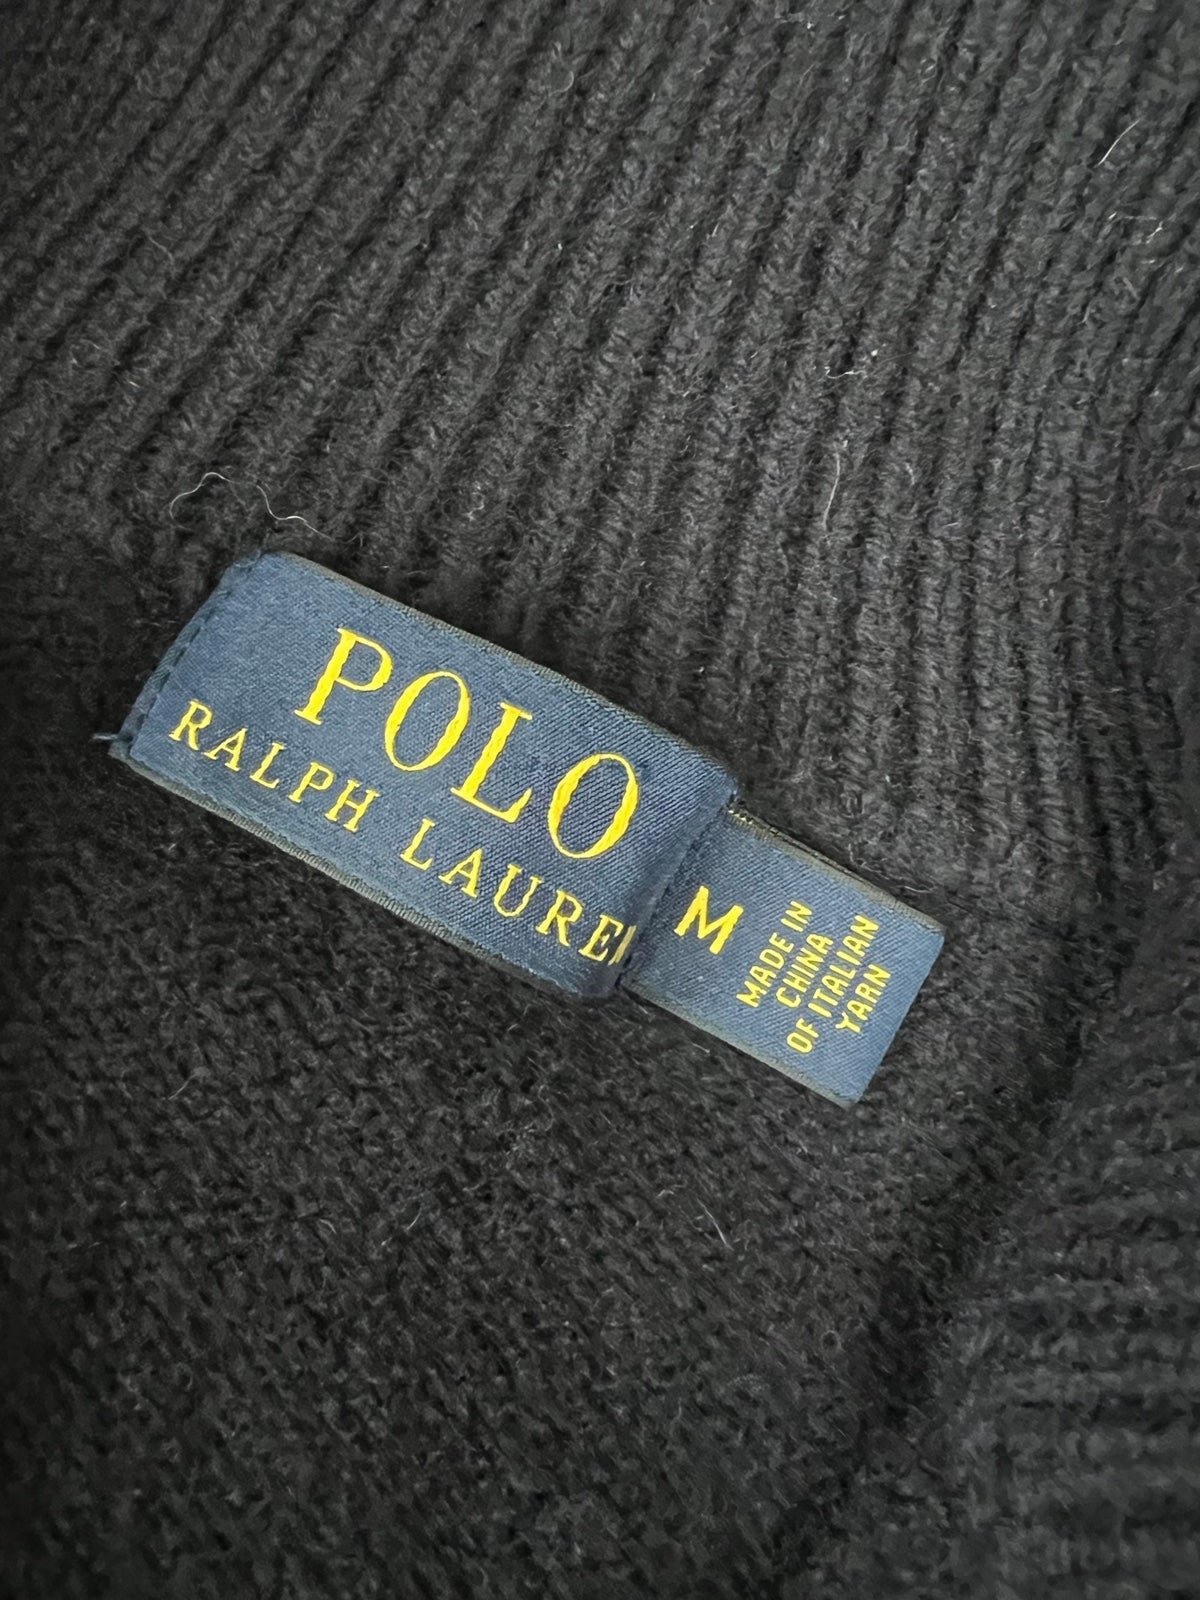 POLO
RALPH LAUREN
M
MADE IN
CHINA
OF ITALIAN
YARN